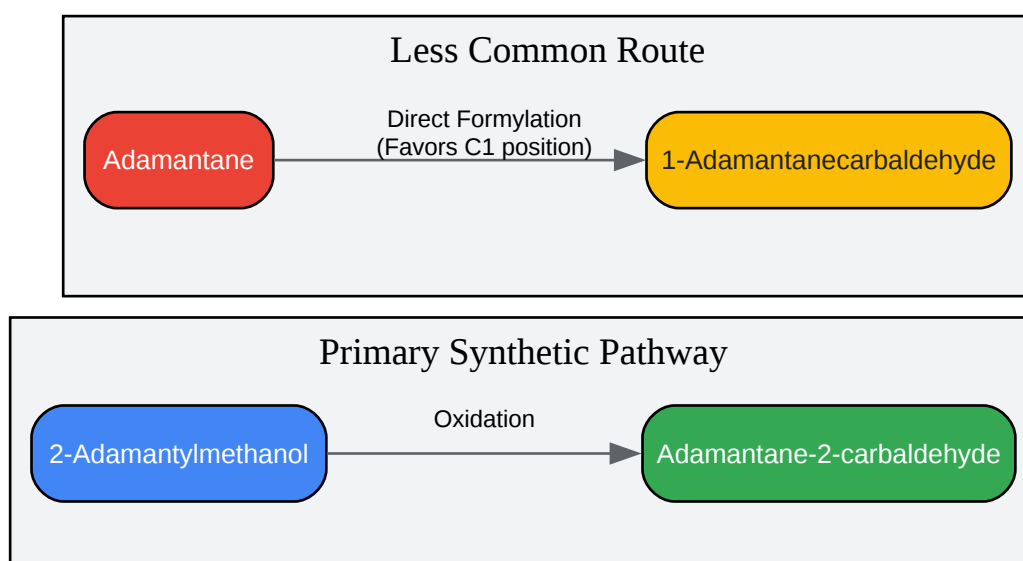 Less Common Route
Adamantane
Direct Formylation
(Favors C1 position)
1-Adamantanecarbaldehyde
Primary Synthetic Pathway
2-Adamantylmethanol
Oxidation
Adamantane-2-carbaldehyde